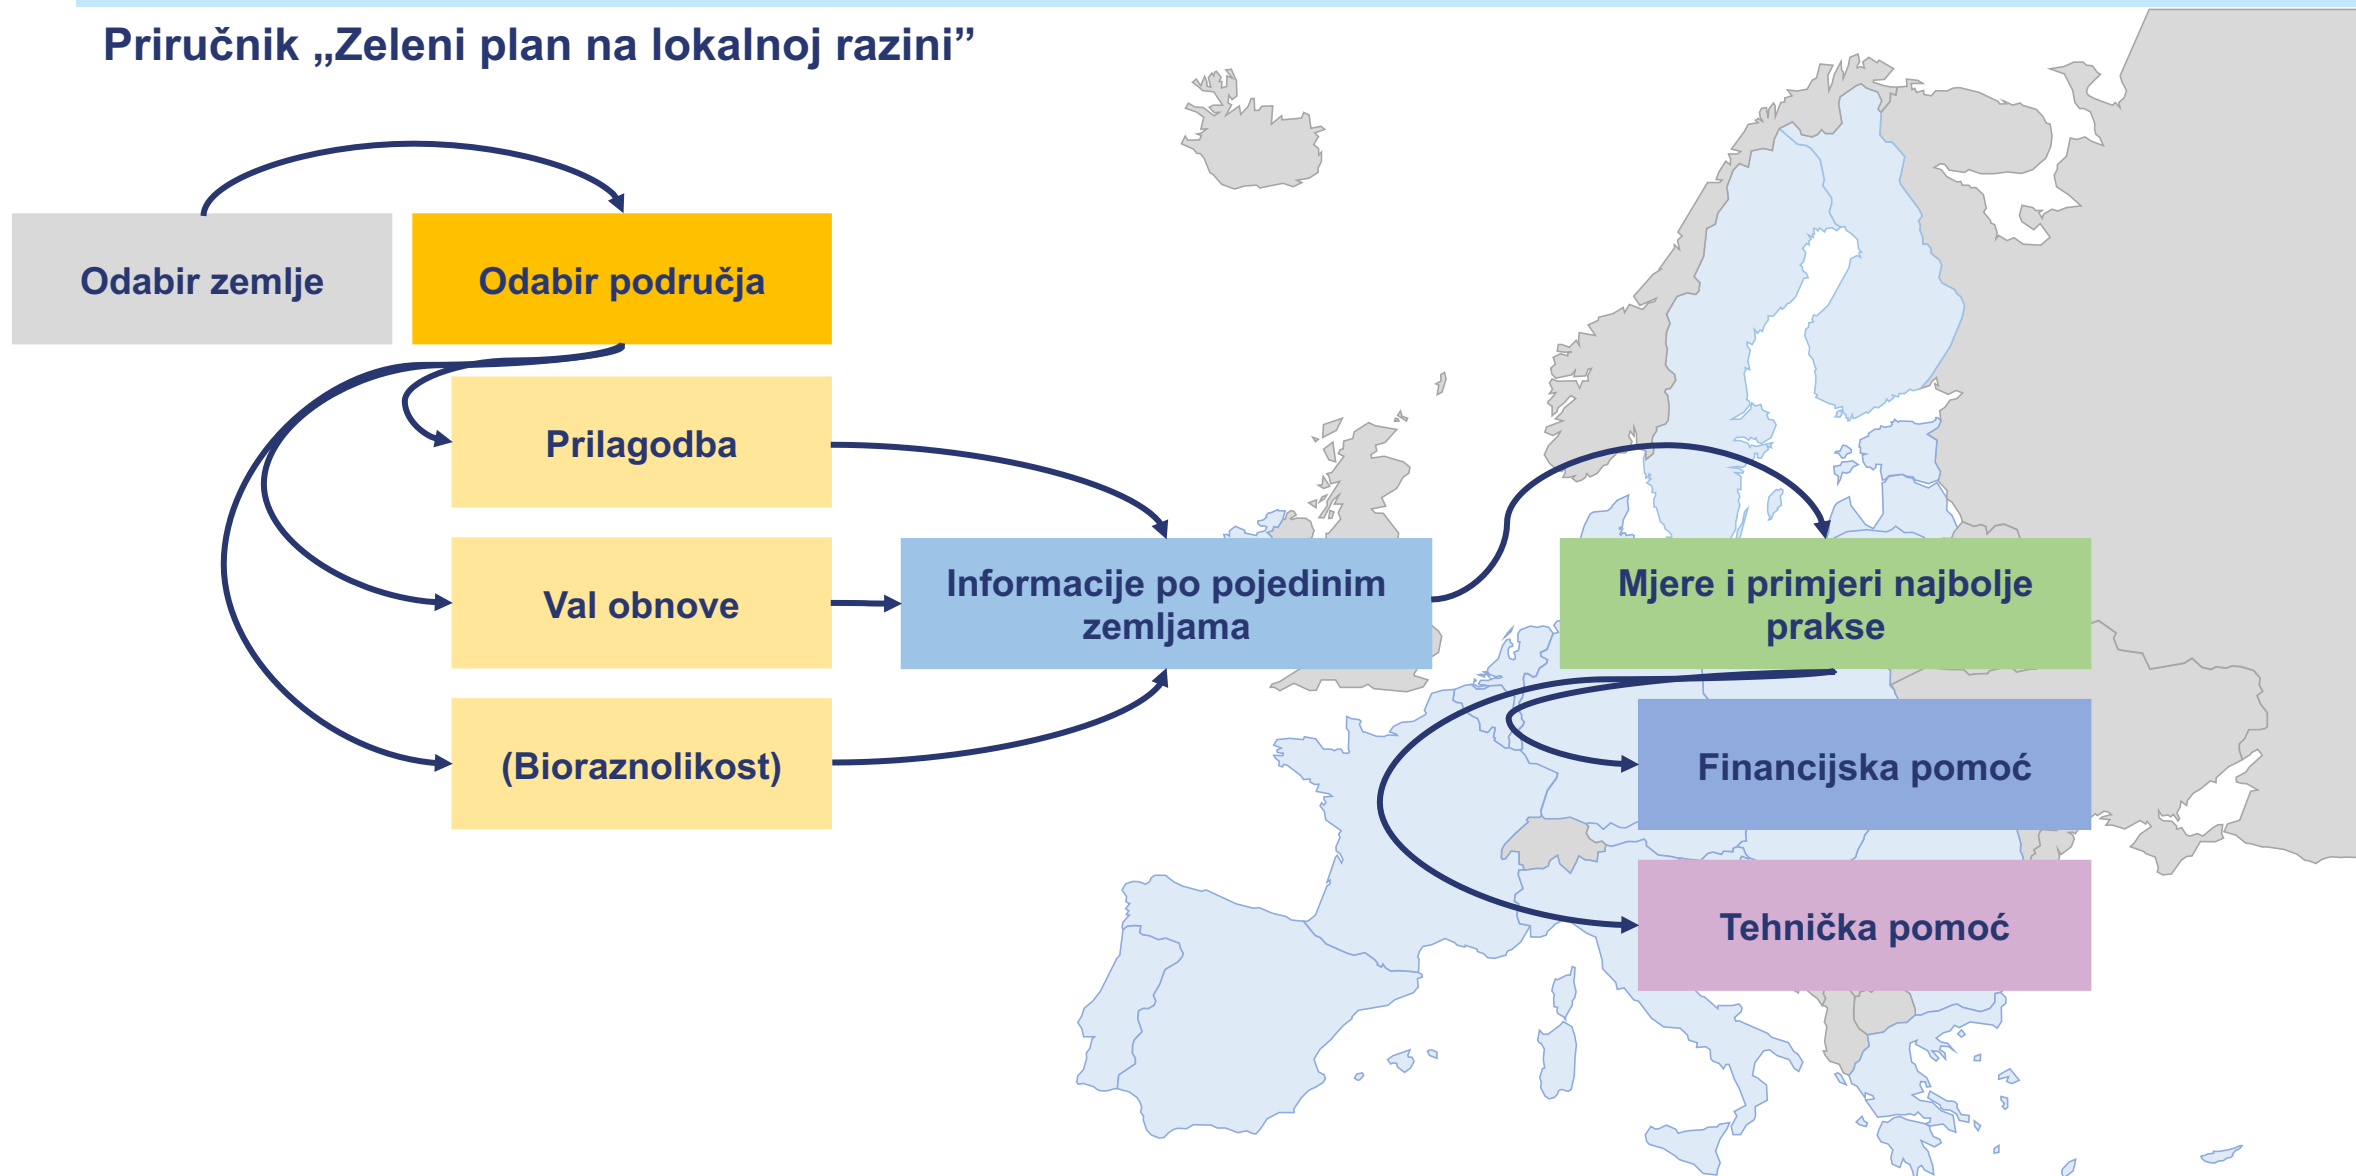 Priručnik „Zeleni plan na lokalnoj razini”
Odabir zemlje
Odabir područja
Prilagodba
Val obnove
(Bioraznolikost)
Informacije po pojedinim
zemljama
Mjere i primjeri najbolje
prakse
Financijska pomoć
Tehnička pomoć